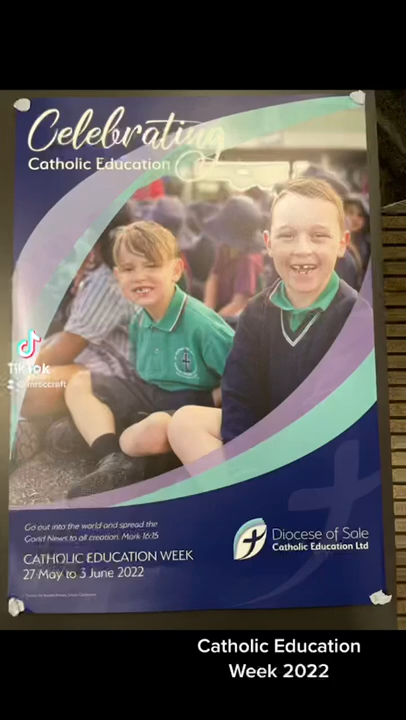 Celebrating
Catholic Education
TikTok
Go out into the world and spread the
Good News to all creation. Mark 16:15
CATHOLIC EDUCATION WEEK
27 May to 3 June 2022
Diocese of Sale
Catholic Education Ltd
Catholic Education
Week 2022